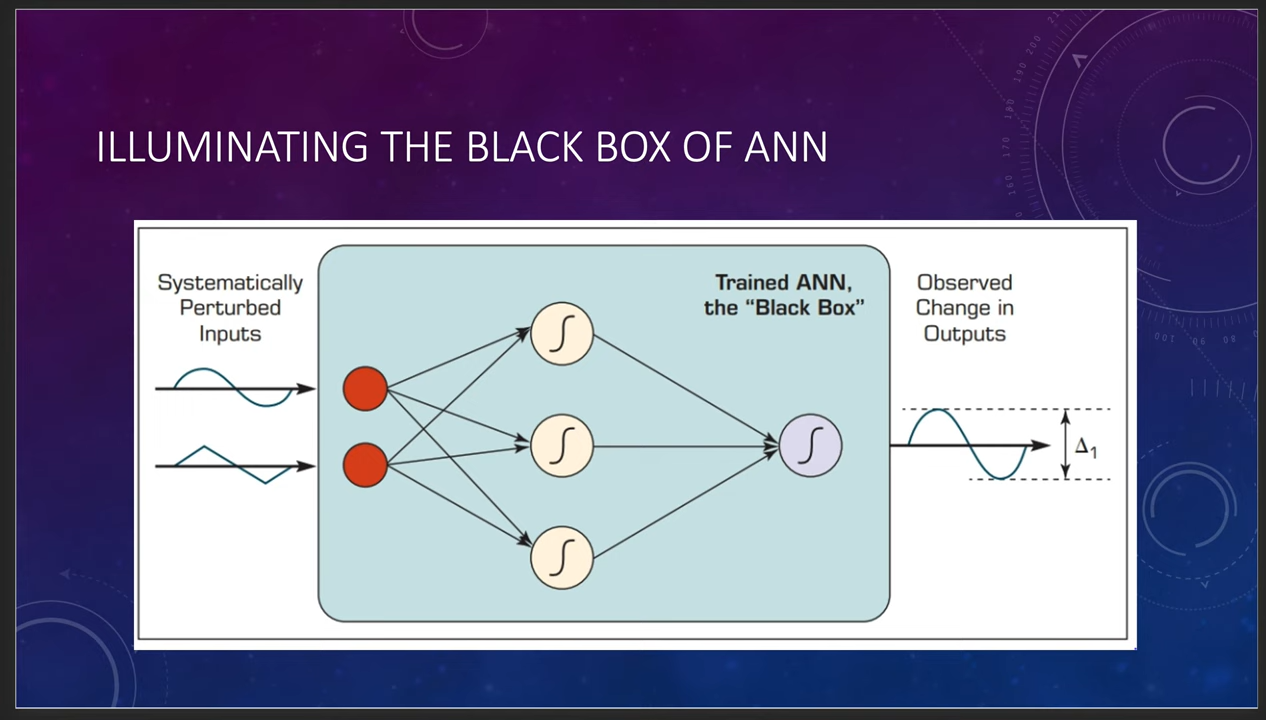 ILLUMINATING THE BLACK BOX OF ANN
Systematically
Perturbed
Inputs
Trained ANN,
the “Black Box”
Observed
Change in
Outputs
Δ1